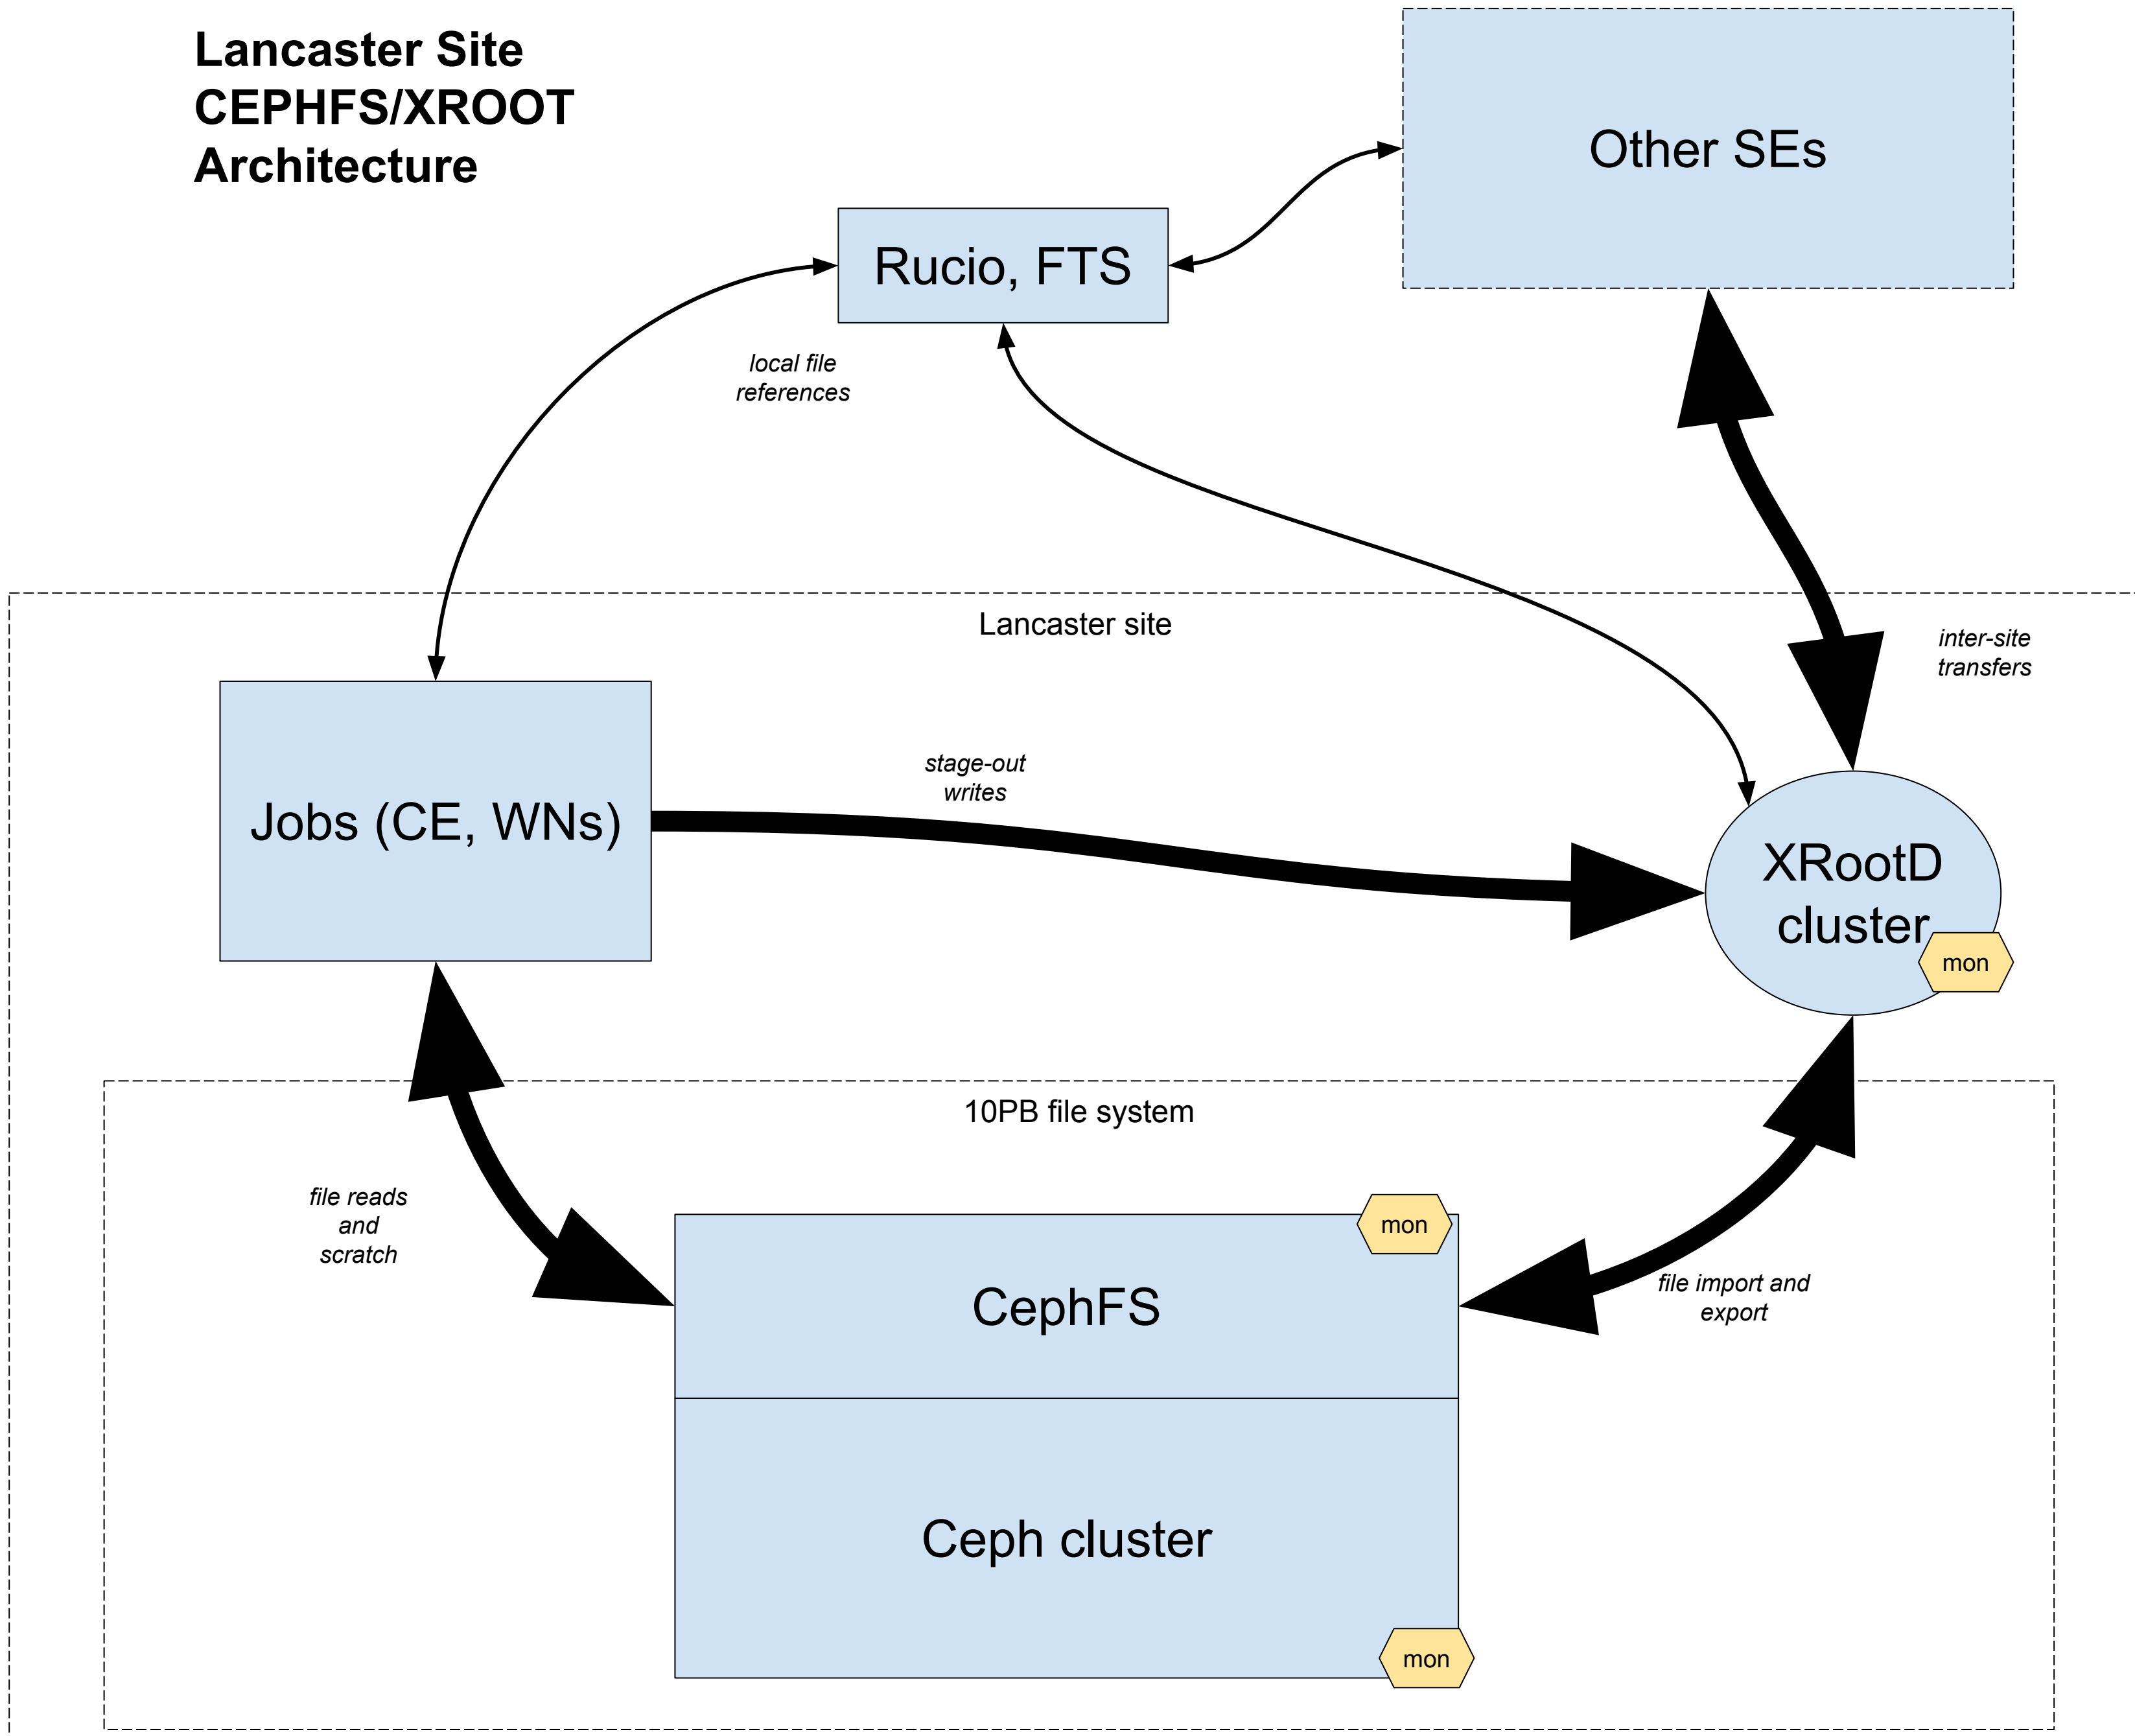 Lancaster Site
CEPHFS/XROOT
Architecture
Other SEs
Rucio, FTS
local file
references
Lancaster site
inter-site
transfers
stage-out
writes
Jobs (CE, WNs)
XRootD
cluster
mon
10PB file system
file reads
and
scratch
mon
CephFS
file import and
export
Ceph cluster
mon